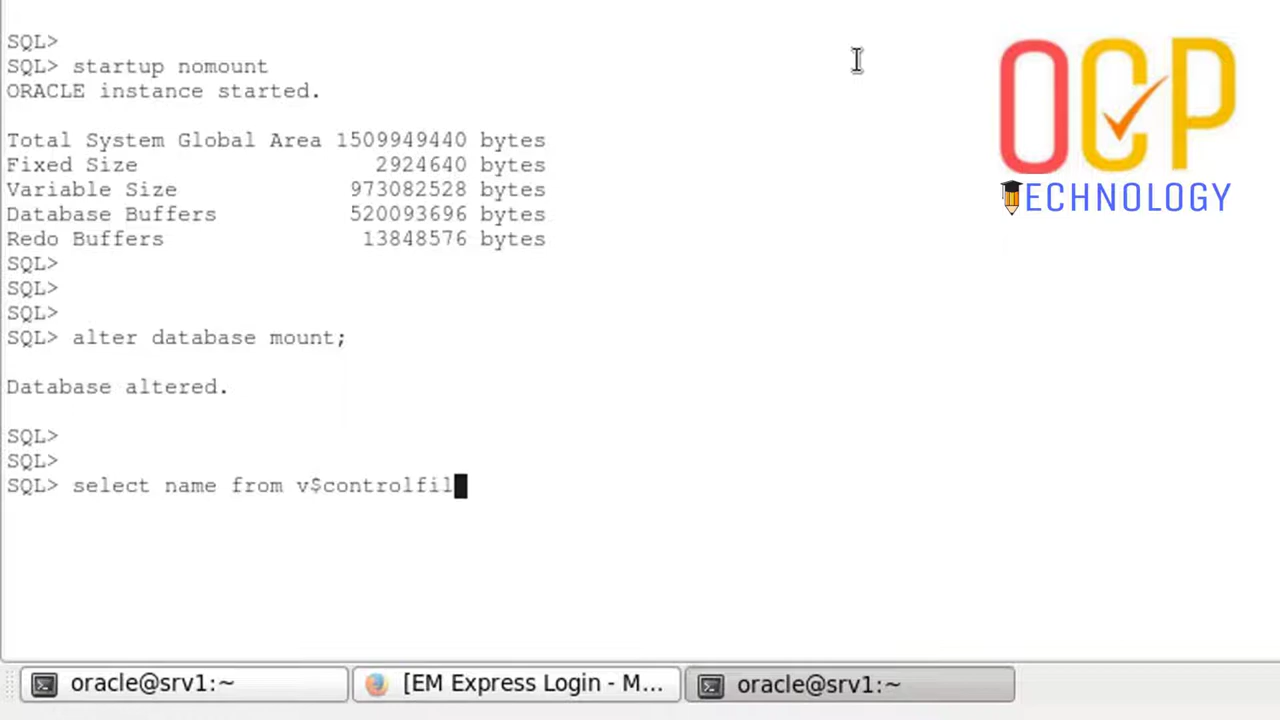 SQL>
SQL> startup nomount
ORACLE instance started.
Total System Global Area 1509949440 bytes
Fixed Size 2924640 bytes
Variable Size 973082528 bytes
Database Buffers 520093696 bytes
Redo Buffers 13848576 bytes
SQL>
SQL>
SQL>
SQL> alter database mount;
Database altered.
SQL>
SQL>
SQL> select name from v$controlfil
OCP
TECHNOLOGY
oracle@srv1:~
[EM Express Login - M...
oracle@srv1:~